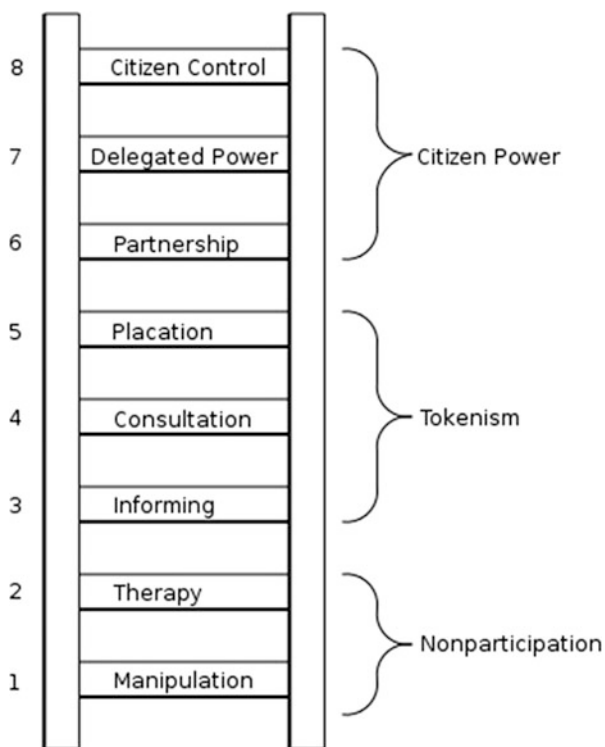 8 Citizen Control
7 Delegated Power Citizen Power
6 Partnership
5 Placation
4 Consultation Tokenism
3 Informing
2 Therapy
Nonparticipation
1 Manipulation